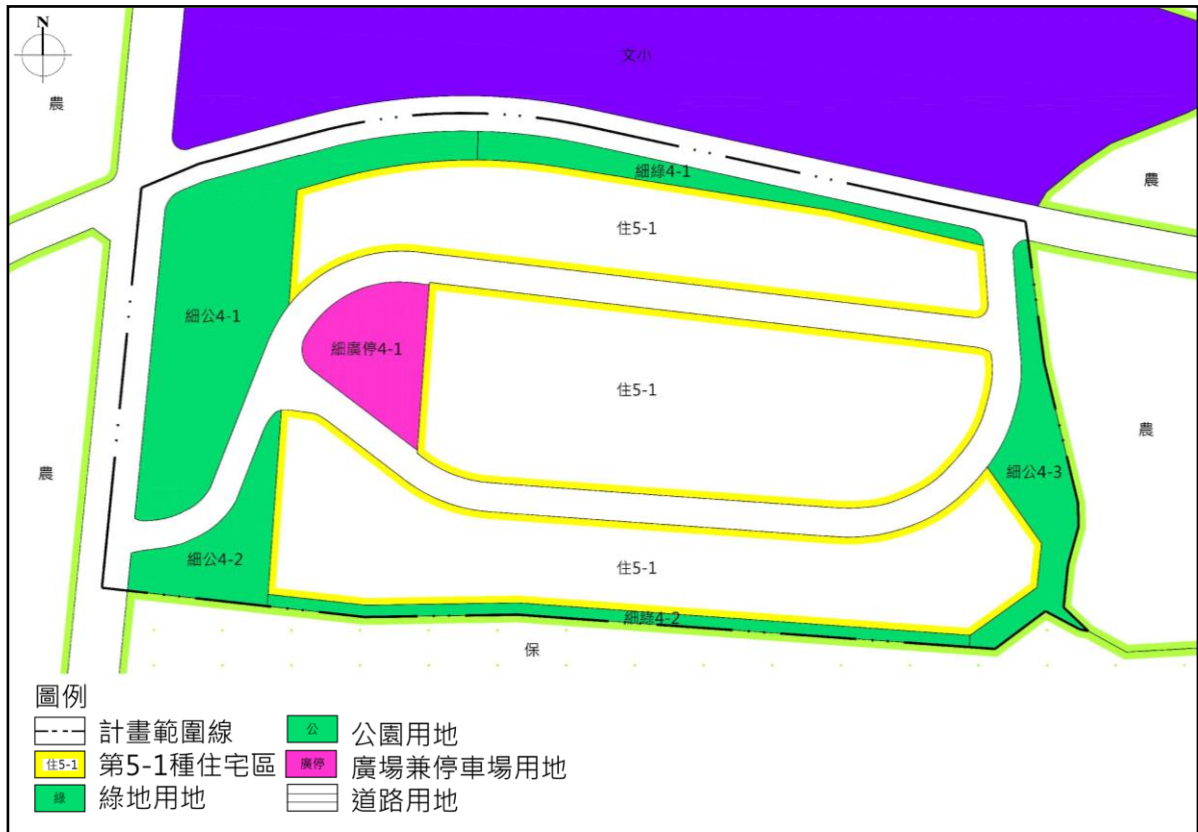 N
文小
農
農
細綠4-1
住5-1
細公4-1
細廣停4-1
住5-1
農
農
細公4-3
細公4-2
住5-1
細綠4-2
保
圖例
計畫範圍線
公 公園用地
住5-1 第5-1種住宅區
廣停 廣場兼停車場用地
綠 綠地用地
道路用地